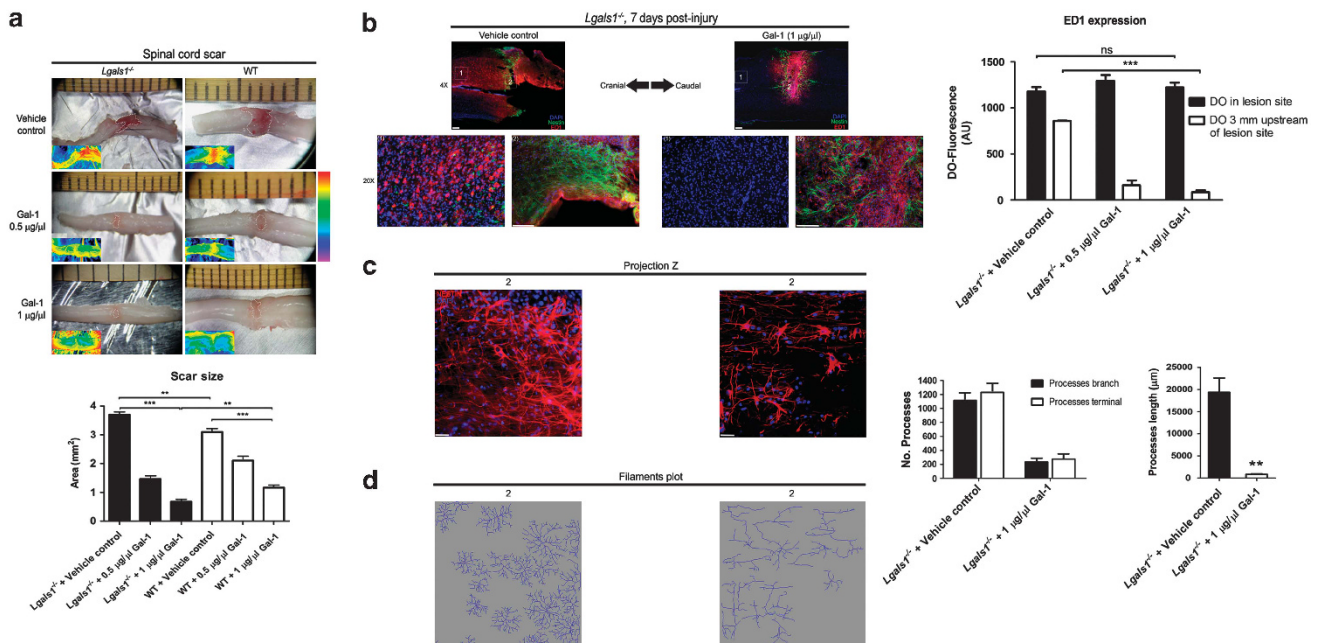 a
Spinal cord scar
Lgals1-/-
WT
Vehicle
control
Gal-1
0.5 µg/µl
Gal-1
1 µg/µl
Scar size
**
***
**
***
Area (mm²)
4
3
2
1
0
Lgals1-/- + Vehicle control
Lgals1-/- + 0.5 µg/µl Gal-1
Lgals1-/- + 1 µg/µl Gal-1
WT + Vehicle control
WT + 0.5 µg/µl Gal-1
WT + 1 µg/µl Gal-1
b
Lgals1-/-, 7 days post-injury
Vehicle control
Gal-1 (1 µg/µl)
4X
1
2
DAPI
Nestin
ED1
Cranial
Caudal
1
DAPI
Nestin
ED1
20X
ED1 expression
ns
***
DO-Fluorescence
(AU)
1500
1000
500
0
DO in lesion site
DO 3 mm upstream
of lesion site
Lgals1-/- + Vehicle control
Lgals1-/- + 0.5 µg/µl Gal-1
Lgals1-/- + 1 µg/µl Gal-1
c
Projection Z
2
2
NESTIN
d
Filaments plot
2
2
No. Processes
1400
1200
1000
800
600
400
200
0
Processes branch
Processes terminal
Lgals1-/- + Vehicle control
Lgals1-/- + 1 µg/µl Gal-1
Processes length (µm)
25000
20000
15000
10000
5000
0
**
Lgals1-/- + Vehicle control
Lgals1-/- + 1 µg/µl Gal-1